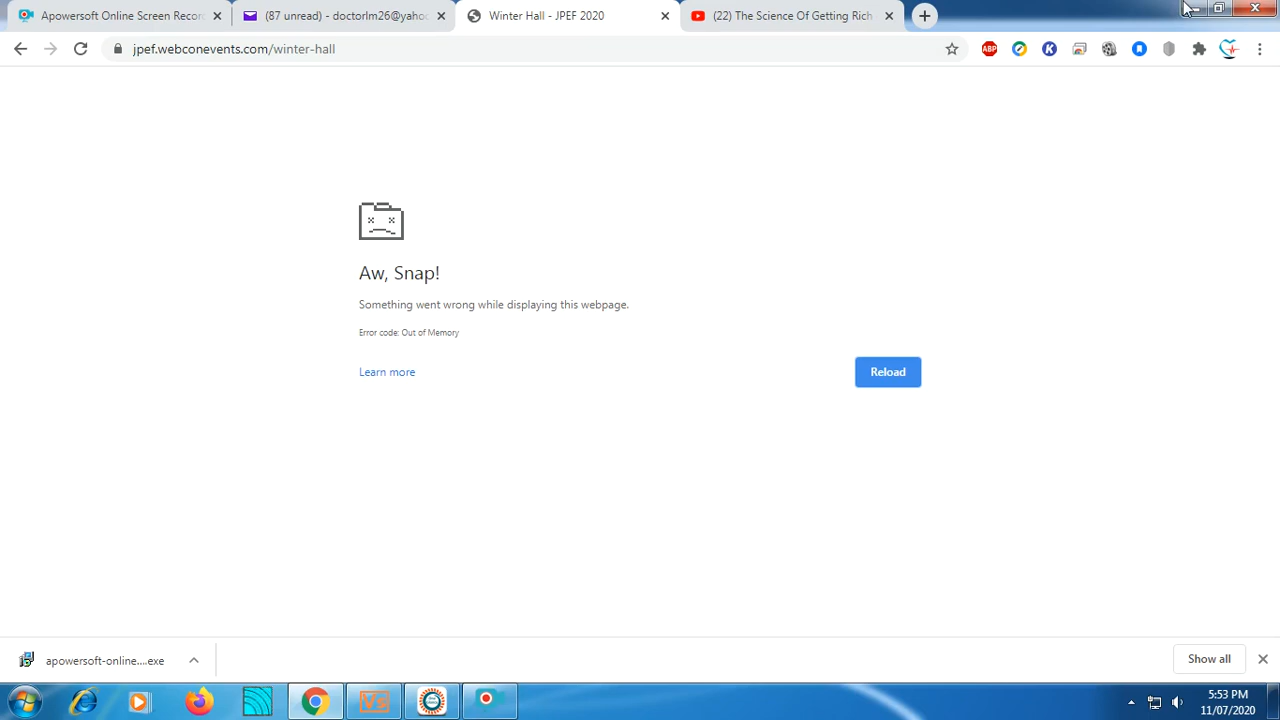 Apowersoft Online Screen Recor
(87 unread) - doctorlm26@yaho
Winter Hall - JPEF 2020
(22) The Science Of Getting Rich
jpef.webconevents.com/winter-hall
ABP
K
Aw, Snap!
Something went wrong while displaying this webpage.
Error code: Out of Memory
Learn more
Reload
apowersoft-online....exe
Show all
Vs
5:53 PM
11/07/2020